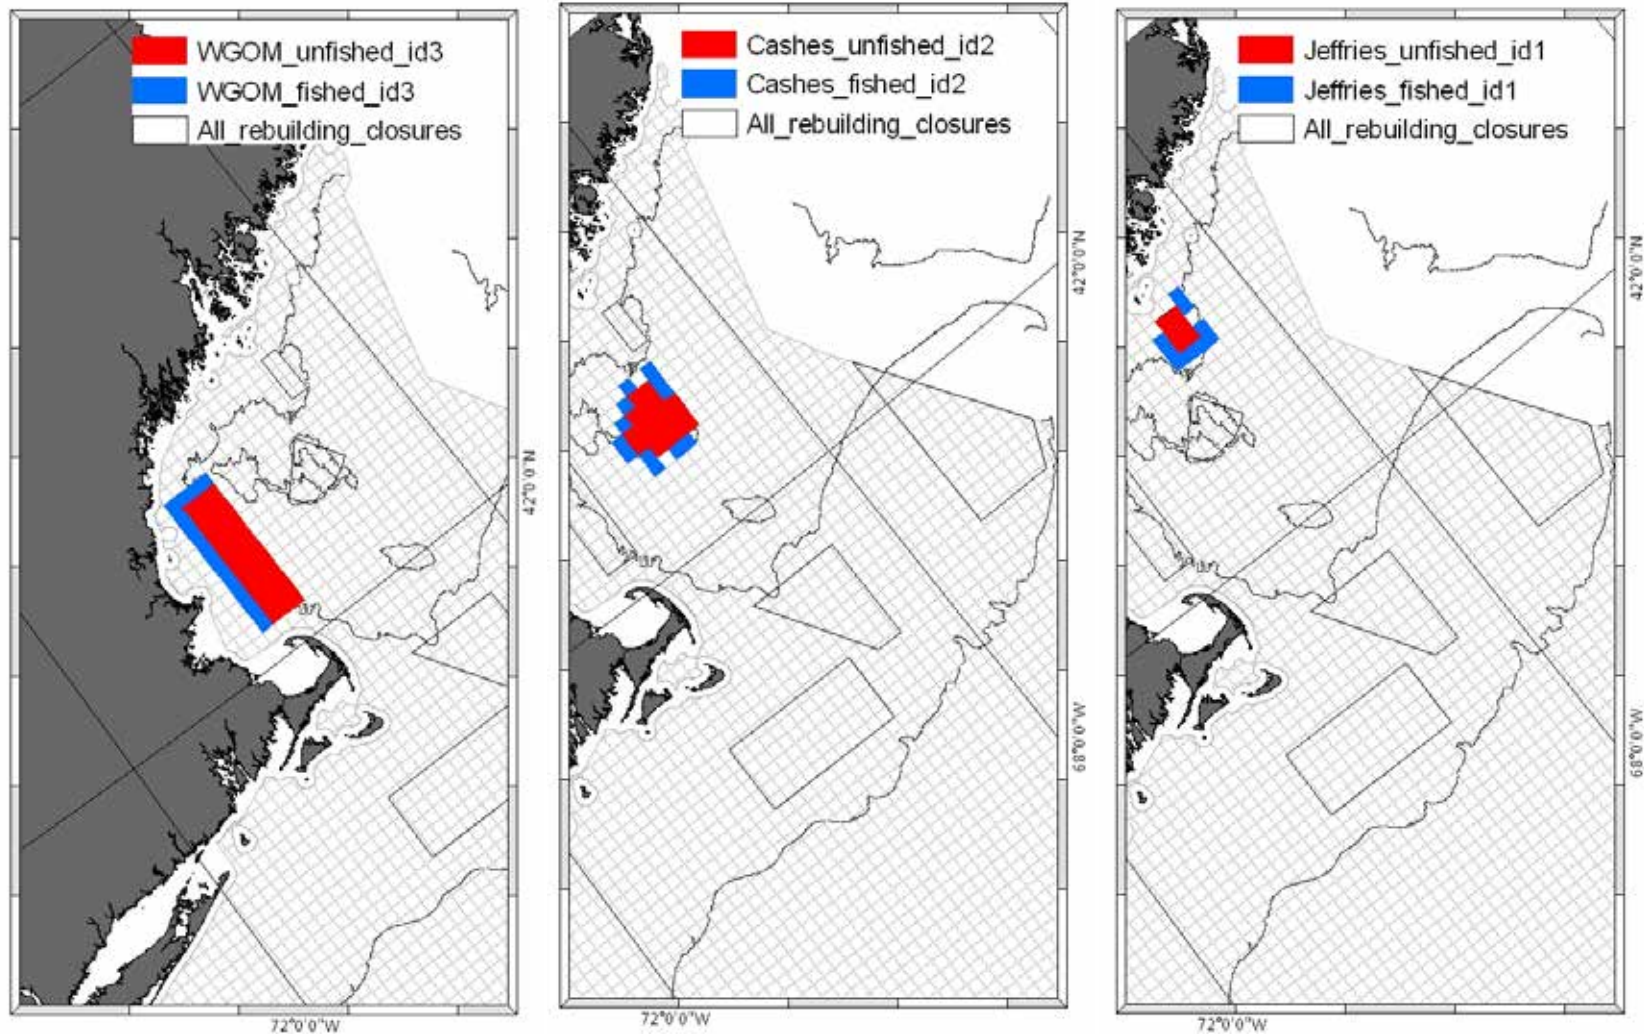 WGOM_unfished_id3
WGOM_fished_id3
All_rebuilding_closures
42°0'0"N
72°0'0"W
Cashes_unfished_id2
Cashes_fished_id2
All_rebuilding_closures
42°0'0"N
68°0'0"W
72°0'0"W
Jeffries_unfished_id1
Jeffries_fished_id1
All_rebuilding_closures
42°0'0"N
68°0'0"W
72°0'0"W